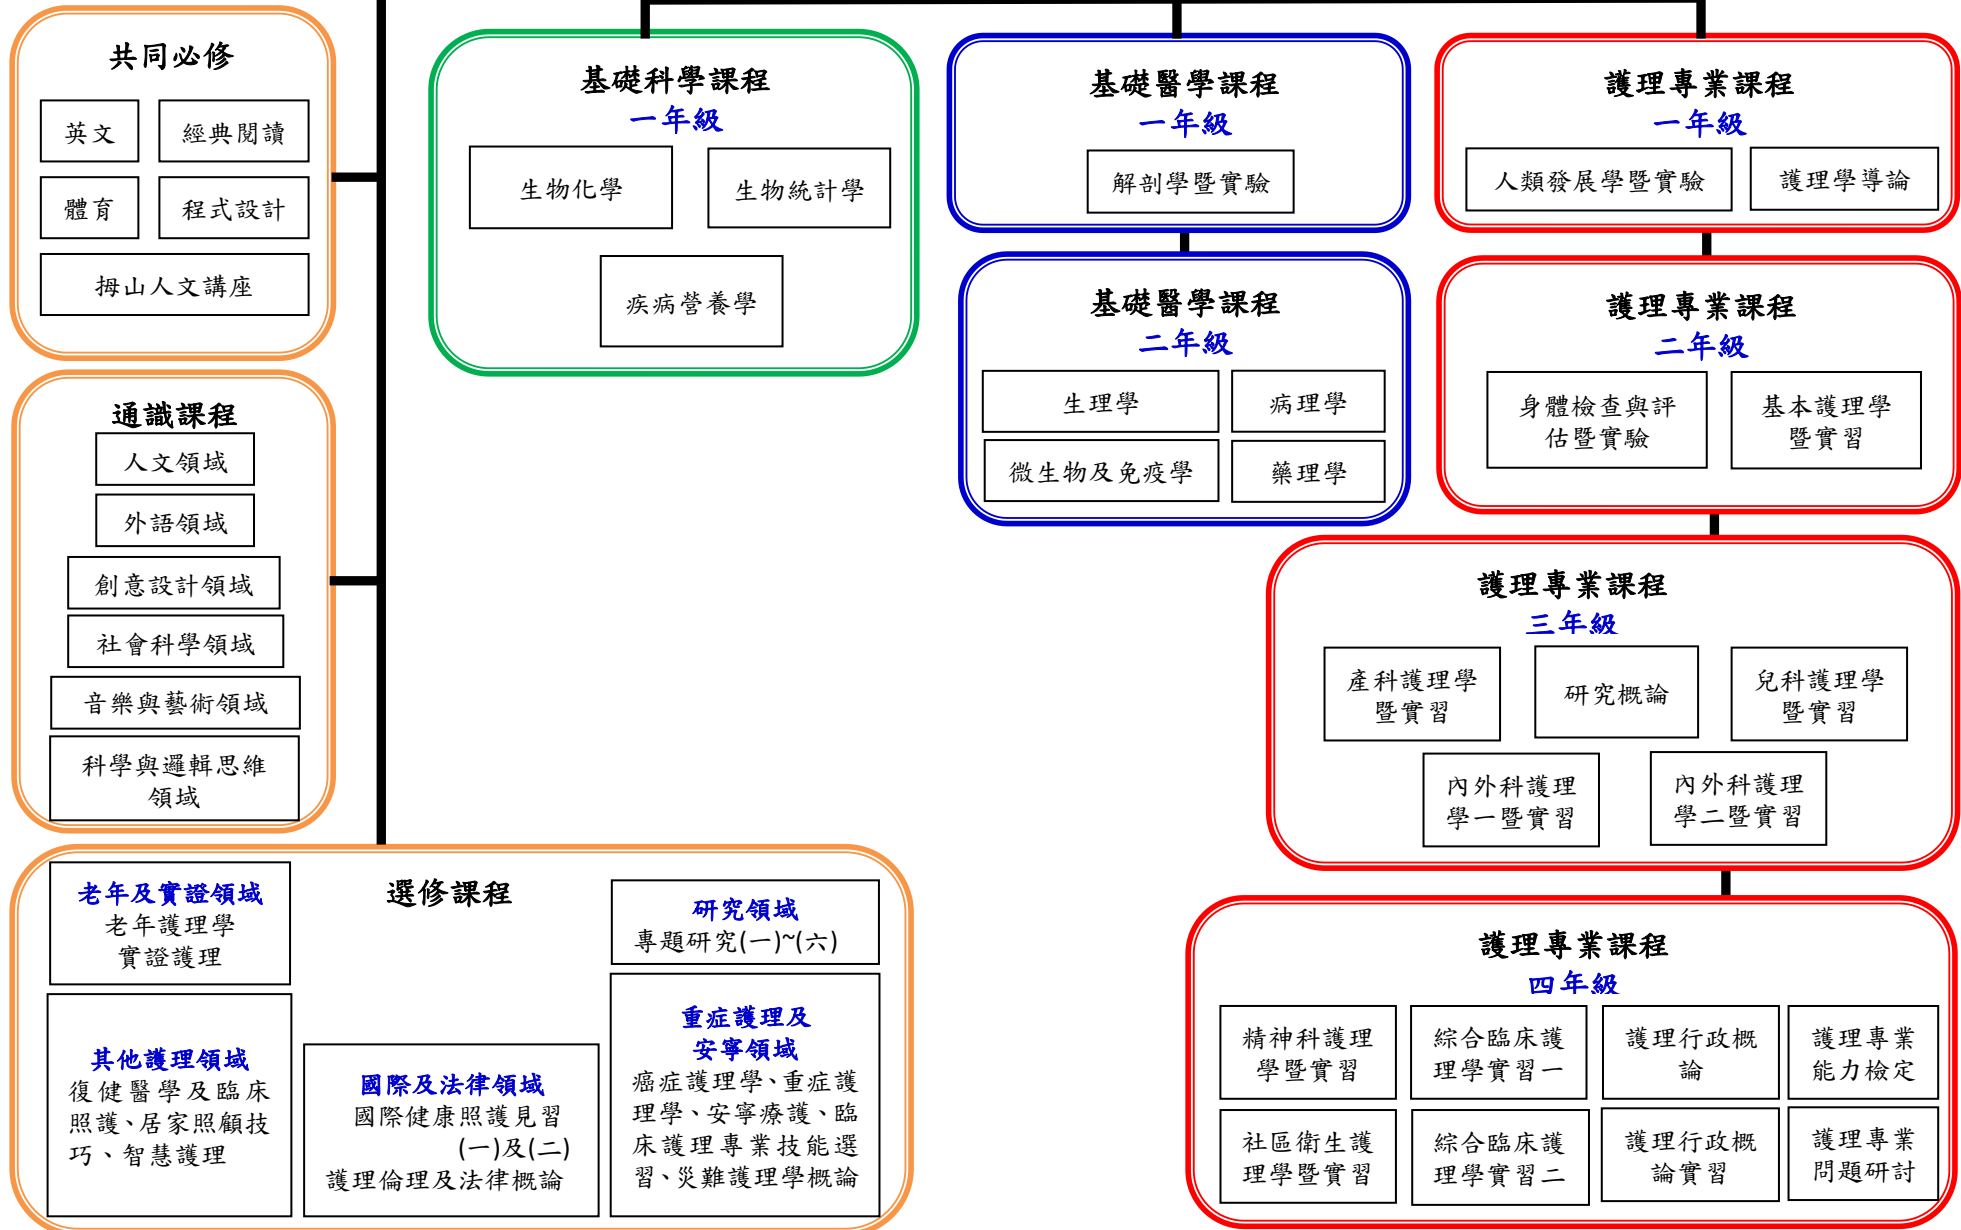 共同必修
英文
經典閱讀
體育
程式設計
拇山人文講座
通識課程
人文領域
外語領域
創意設計領域
社會科學領域
音樂與藝術領域
科學與邏輯思維
領域
基礎科學課程
一年級
生物化學
生物統計學
疾病營養學
基礎醫學課程
一年級
解剖學暨實驗
基礎醫學課程
二年級
生理學
病理學
微生物及免疫學
藥理學
護理專業課程
一年級
人類發展學暨實驗
護理學導論
護理專業課程
二年級
身體檢查與評
估暨實驗
基本護理學
暨實習
護理專業課程
三年級
產科護理學
暨實習
研究概論
兒科護理學
暨實習
內外科護理
學一暨實習
內外科護理
學二暨實習
護理專業課程
四年級
精神科護理
學暨實習
綜合臨床護
理學實習一
護理行政概
論
護理專業
能力檢定
社區衛生護
理學暨實習
綜合臨床護
理學實習二
護理行政概
論實習
護理專業
問題研討
選修課程
老年及實證領域
老年護理學
實證護理
研究領域
專題研究(一)~(六)
其他護理領域
復健醫學及臨床
照護、居家照顧技
巧、智慧護理
國際及法律領域
國際健康照護見習
(一)及(二)
護理倫理及法律概論
重症護理及
安寧領域
癌症護理學、重症護
理學、安寧療護、臨
床護理專業技能選
習、災難護理學概論